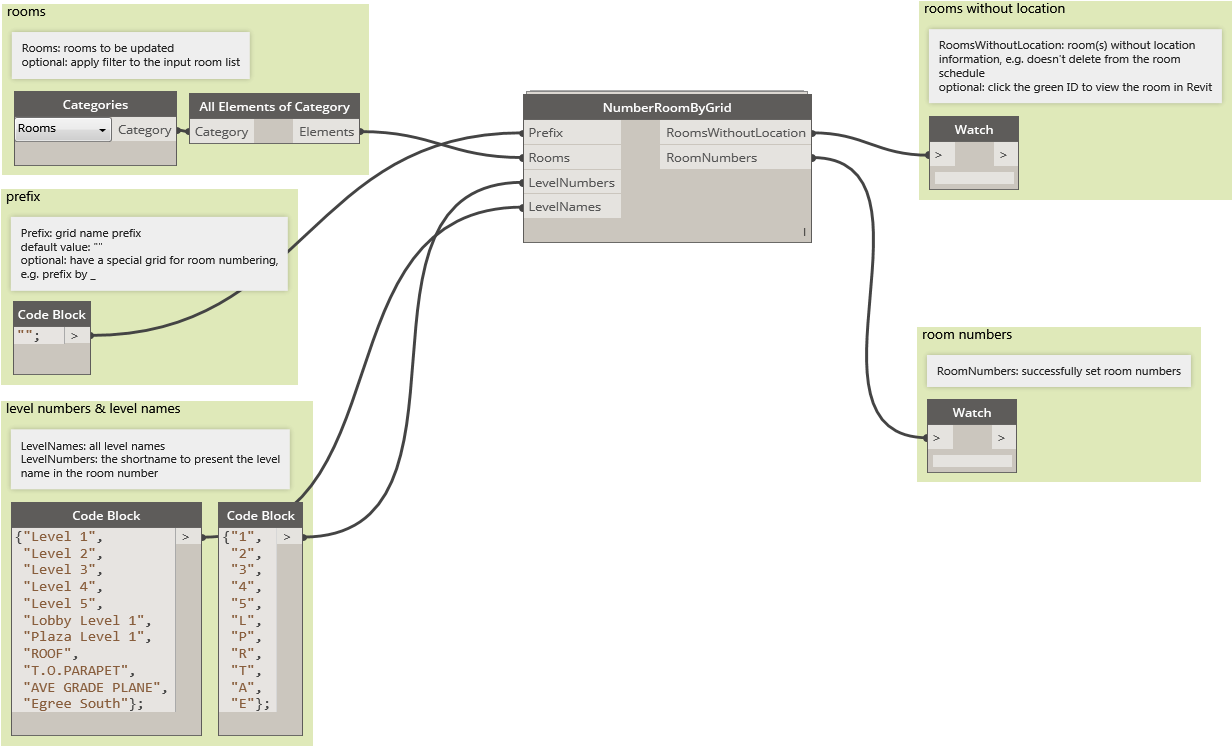 rooms
Rooms: rooms to be updated
optional: apply filter to the input room list
Categories
Rooms
Category
All Elements of Category
Category
Elements
prefix
Prefix: grid name prefix
default value: ""
optional: have a special grid for room numbering,
e.g. prefix by _
Code Block
"";
>
level numbers & level names
LevelNames: all level names
LevelNumbers: the shortname to present the level
name in the room number
Code Block
>
{"Level 1",
"Level 2",
"Level 3",
"Level 4",
"Level 5",
"Lobby Level 1",
"Plaza Level 1",
"ROOF",
"T.O.PARAPET",
"AVE GRADE PLANE",
"Egree South"};
Code Block
>
{"1",
"2",
"3",
"4",
"5",
"L",
"P",
"R",
"T",
"A",
"E"};
NumberRoomByGrid
Prefix
RoomsWithoutLocation
Rooms
RoomNumbers
LevelNumbers
LevelNames
I
rooms without location
RoomsWithoutLocation: room(s) without location
information, e.g. doesn't delete from the room
schedule
optional: click the green ID to view the room in Revit
Watch
> >
room numbers
RoomNumbers: successfully set room numbers
Watch
> >